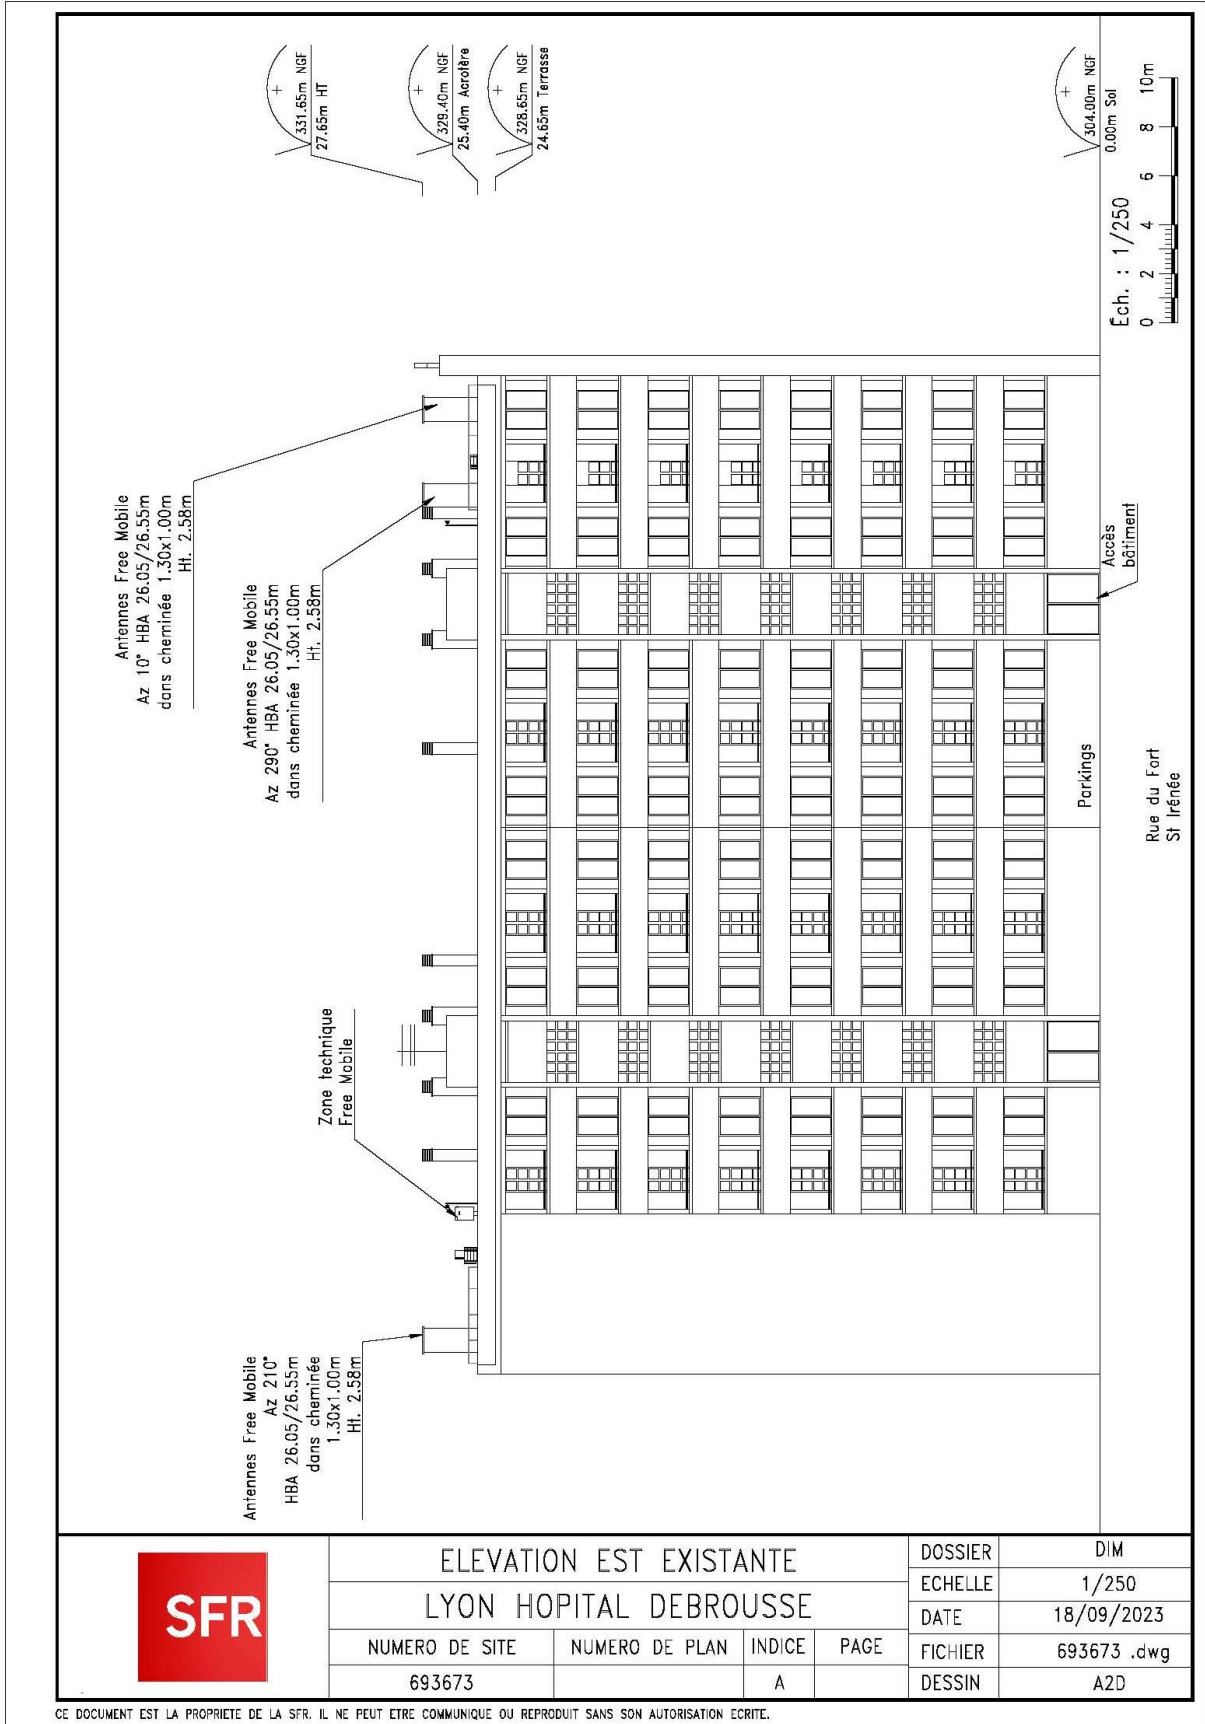 331.65m NGF
27.65m HT
329.40m NGF
25.40m Acrotère
328.65m NGF
24.65m Terrasse
304.00m NGF
0.00m Sol
Ech. : 1/250
0 2 4 6 8 10m
Antennes Free Mobile
Az 10° HBA 26.05/26.55m
dans cheminée 1.30x1.00m
Ht. 2.58m
Antennes Free Mobile
Az 290° HBA 26.05/26.55m
dans cheminée 1.30x1.00m
Ht. 2.58m
Accès
bâtiment
Parkings
Rue du Fort
St Irénée
Zone technique
Free Mobile
Antennes Free Mobile
Az 210°
HBA 26.05/26.55m
dans cheminée
1.30x1.00m
Ht. 2.58m
SFR
ELEVATION EST EXISTANTE
LYON HOPITAL DEBROUSSE
NUMERO DE SITE NUMERO DE PLAN INDICE PAGE
693673 A
DOSSIER DIM
ECHELLE 1/250
DATE 18/09/2023
FICHIER 693673 .dwg
DESSIN A2D
CE DOCUMENT EST LA PROPRIETE DE LA SFR. IL NE PEUT ETRE COMMUNIQUE OU REPRODUIT SANS SON AUTORISATION ECRITE.